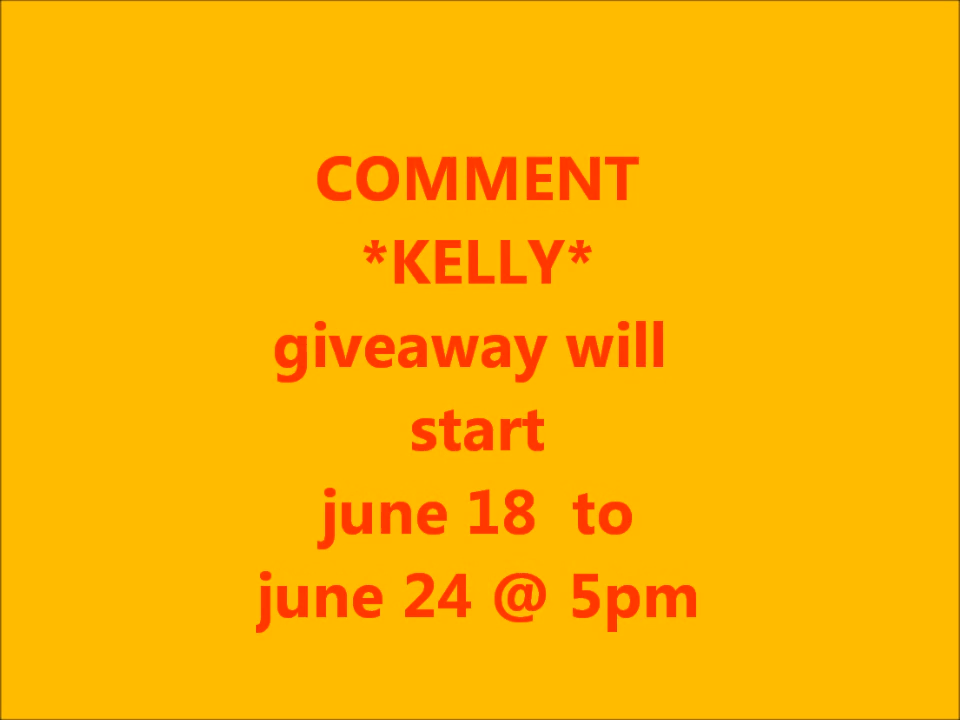 COMMENT
*KELLY*
giveaway will
start
june 18  to
june 24 @ 5pm